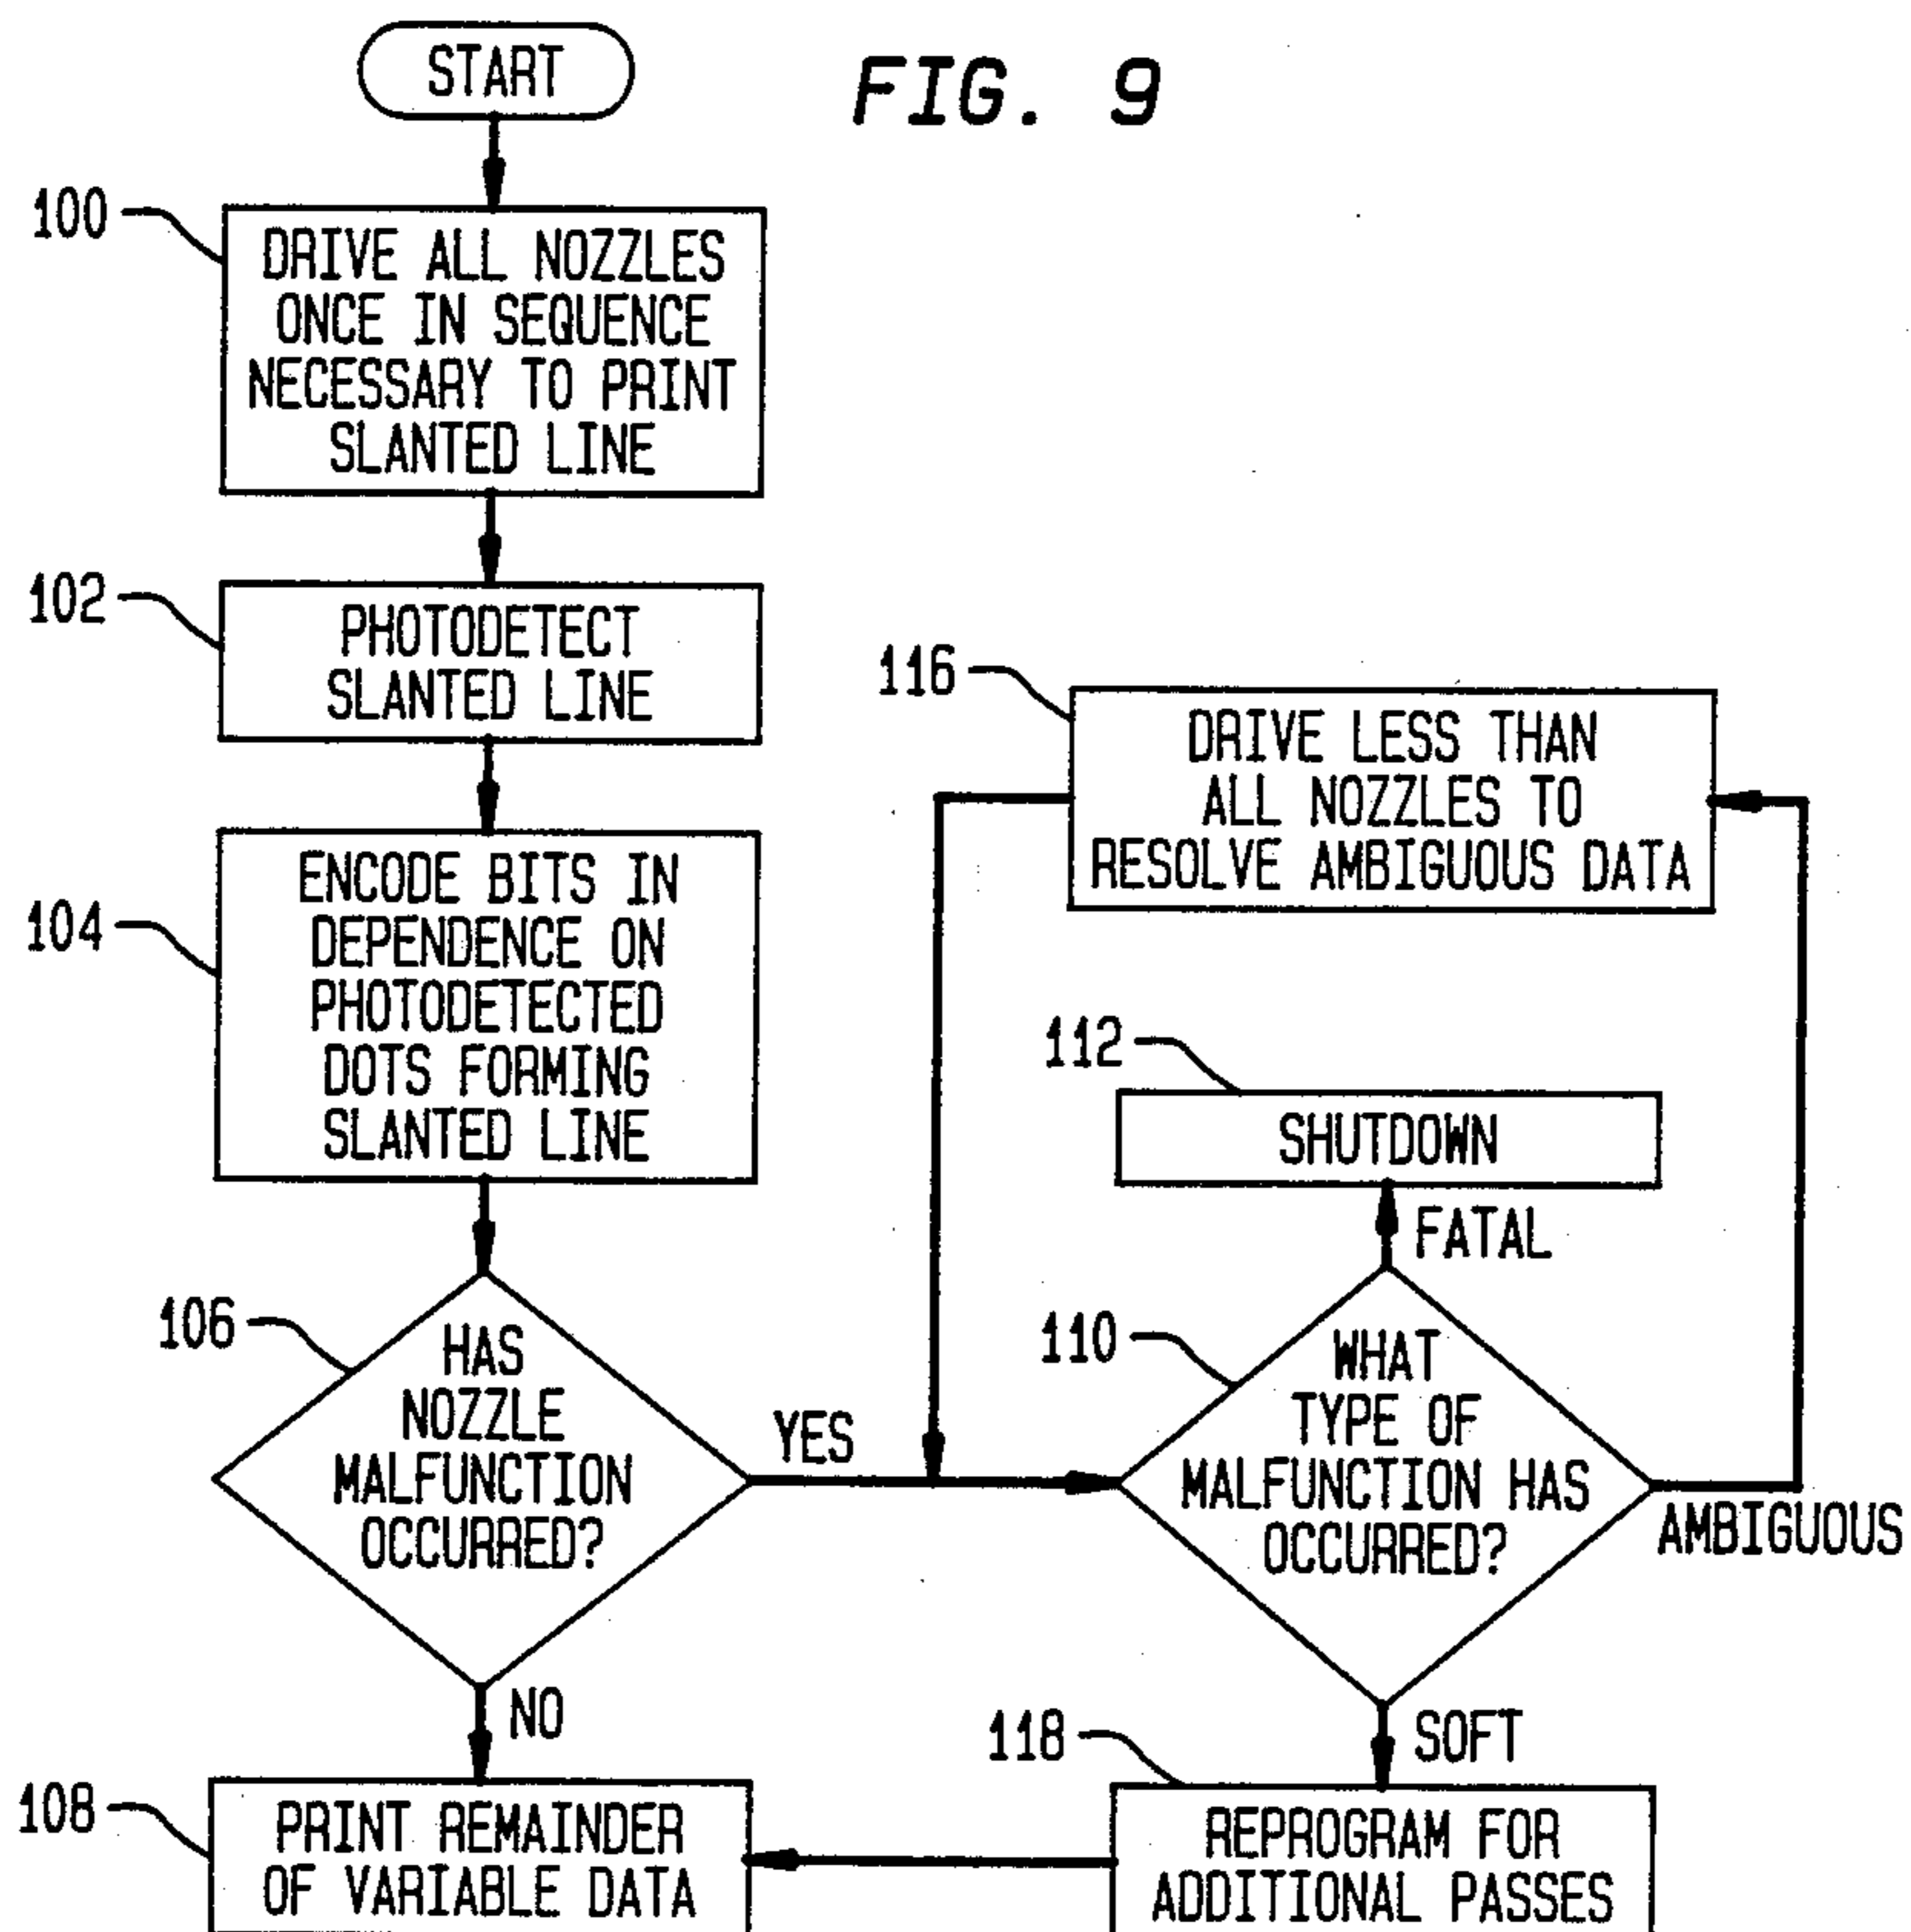 START
FIG. 9
100
DRIVE ALL NOZZLES
ONCE IN SEQUENCE
NECESSARY TO PRINT
SLANTED LINE
102
PHOTODETECT
SLANTED LINE
116
DRIVE LESS THAN
ALL NOZZLES TO
RESOLVE AMBIGUOUS DATA
104
ENCODE BITS IN
DEPENDENCE ON
PHOTODETECTED
DOTS FORMING
SLANTED LINE
112
SHUTDOWN
FATAL
106
HAS
NOZZLE
MALFUNCTION
OCCURRED?
YES
110
WHAT
TYPE OF
MALFUNCTION HAS
OCCURRED?
AMBIGUOUS
NO
SOFT
108
PRINT REMAINDER
OF VARIABLE DATA
118
REPROGRAM FOR
ADDITIONAL PASSES